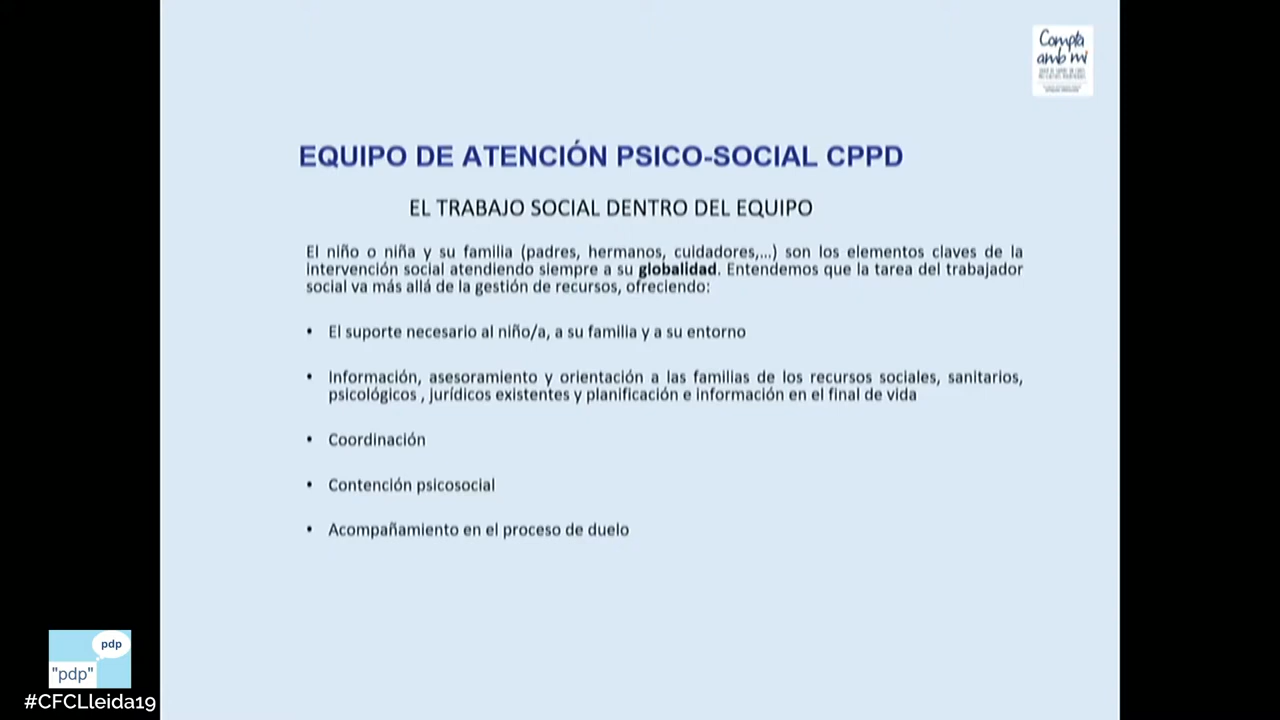 Compta
amb mi
EQUIPO DE ATENCIÓN PSICO-SOCIAL CPPD
EL TRABAJO SOCIAL DENTRO DEL EQUIPO
El niño o niña y su familia (padres, hermanos, cuidadores,...) son los elementos claves de la
intervención social atendiendo siempre a su globalidad. Entendemos que la tarea del trabajador
social va más allá de la gestión de recursos, ofreciendo:
• El suporte necesario al niño/a, a su familia y a su entorno
• Información, asesoramiento y orientación a las familias de los recursos sociales, sanitarios,
psicológicos , jurídicos existentes y planificación e información en el final de vida
• Coordinación
• Contención psicosocial
• Acompañamiento en el proceso de duelo
pdp
"pdp"
#CFCLleida19